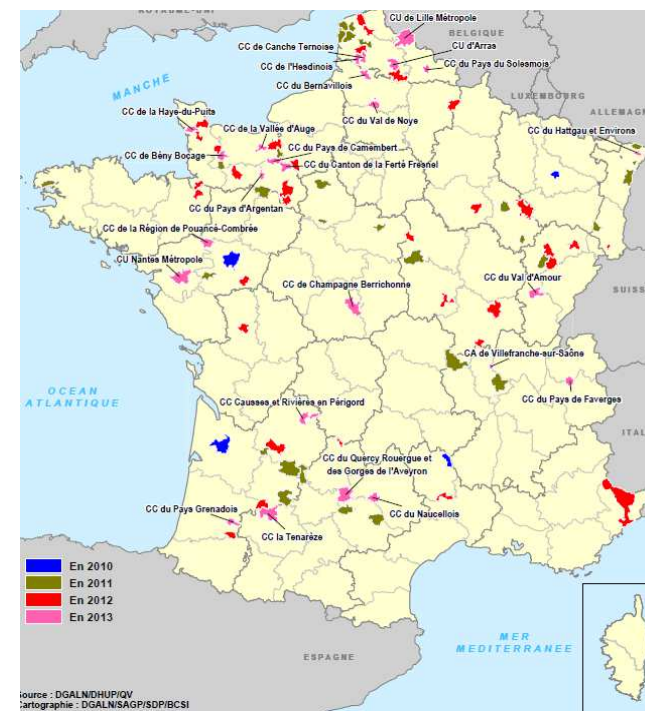 ROYAUME-UNI
BELGIQUE
CU de Lille Métropole
CC de Canche Ternoise
CU d'Arras
CC de l'Hesdinois
CC du Pays du Solesmois
CC du Bernavillois
MANCHE
LUXEMBOURG
ALLEMAGN
CC de la Haye-du-Puits
CC de la Vallée d'Auge
CC du Val de Noye
CC du Hattgau et Environs
CC du Pays de Camembert
CC de Bény Bocage
CC du Canton de la Ferté Fresnel
CC du Pays d'Argentan
CC de la Région de Pouancé-Combrée
CU Nantes Métropole
CC du Val d'Amour
CC de Champagne Berrichonne
SUISS
CA de Villefranche-sur-Saône
OCEAN
ATLANTIQUE
CC Causses et Rivières en Périgord
CC du Pays de Faverges
ITAL
CC du Quercy Rouergue et
des Gorges de l'Aveyron
CC du Pays Grenadois
CC du Naucellois
CC la Tenarèze
En 2010
En 2011
En 2012
En 2013
MER
MEDITERRANEE
ESPAGNE
Source : DGALN/DHUP/QV
Cartographie : DGALN/SAGP/SDP/BCSI